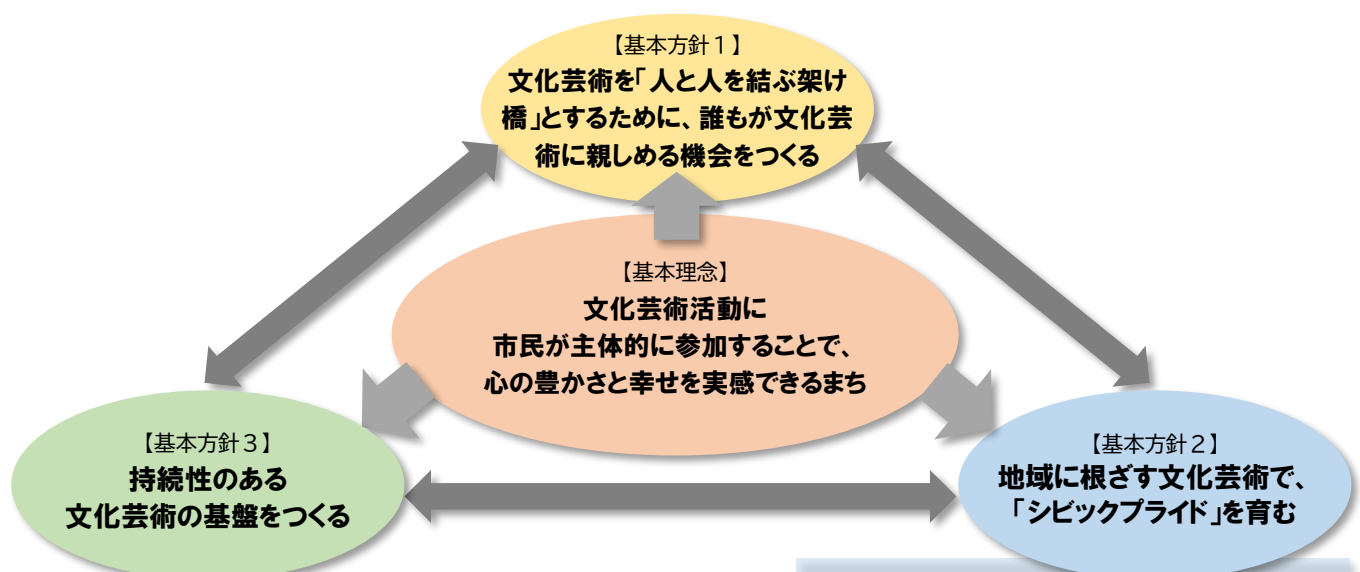 【基本方針１】
文化芸術を「人と人を結ぶ架け
橋」とするために、誰もが文化芸
術に親しめる機会をつくる
【基本理念】
文化芸術活動に
市民が主体的に参加することで、
心の豊かさと幸せを実感できるまち
【基本方針３】
持続性のある
文化芸術の基盤をつくる
【基本方針２】
地域に根ざす文化芸術で、
「シビックプライド」を育む